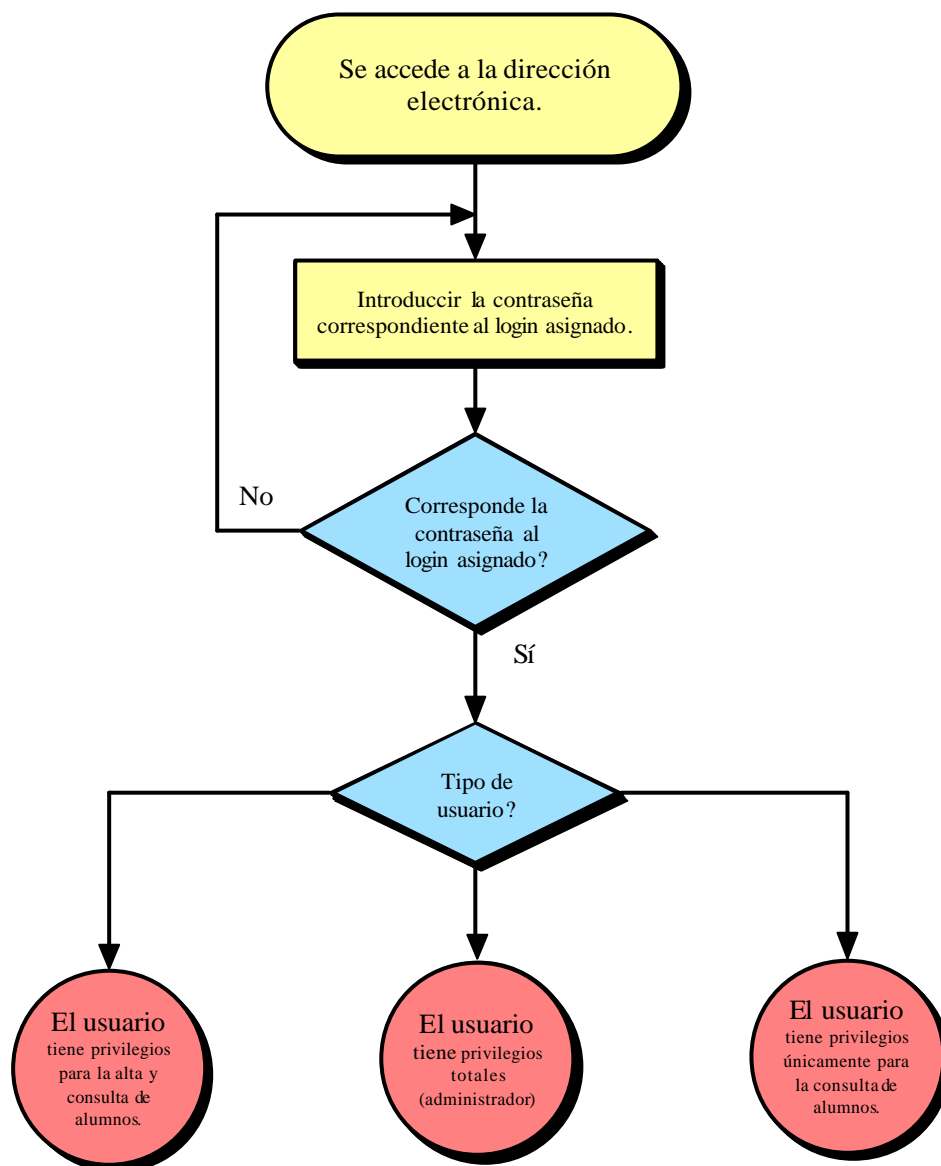 Se accede a la dirección
electrónica.
Introduccir la contraseña
correspondiente al login asignado.
No
Corresponde la
contraseña al
login asignado?
Sí
Tipo de
usuario?
El usuario
tiene privilegios
para la alta y
consulta de
alumnos.
El usuario
tiene privilegios
totales
(administrador)
El usuario
tiene privilegios
únicamente para
la consulta de
alumnos.